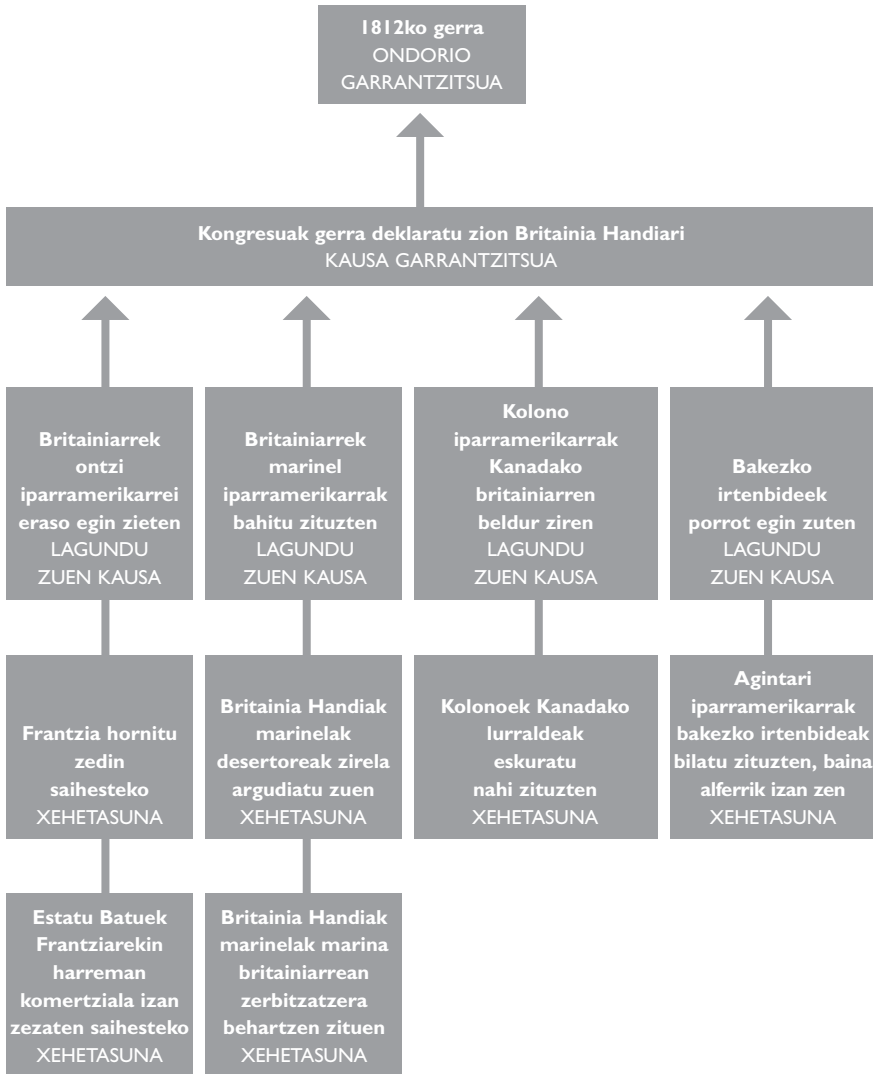 1812ko gerra
ONDORIO
GARRANTZITSUA
Kongresuak gerra deklaratu zion Britainia Handiari
KAUSA GARRANTZITSUA
Britainiarrek
ontzi
iparramerikarrei
eraso egin zieten
LAGUNDU
ZUEN KAUSA
Britainiarrek
marinel
iparramerikarrak
bahitu zituzten
LAGUNDU
ZUEN KAUSA
Kolono
iparramerikarrak
Kanadako
britainiarren
beldur ziren
LAGUNDU
ZUEN KAUSA
Bakezko
irtenbideek
porrot egin zuten
LAGUNDU
ZUEN KAUSA
Frantzia hornitu
zedin
saihesteko
XEHETASUNA
Britainia Handiak
marinelak
desertoreak zirela
argudiatu zuen
XEHETASUNA
Kolonoek Kanadako
lurraldeak
eskuratu
nahi zituzten
XEHETASUNA
Agintari
iparramerikarrak
bakezko irtenbideak
bilatu zituzten, baina
alferrik izan zen
XEHETASUNA
Estatu Batuek
Frantziarekin
harreman
komertziala izan
zezaten saihesteko
XEHETASUNA
Britainia Handiak
marinelak marina
britainiarrean
zerbitzatzera
behartzen zituen
XEHETASUNA